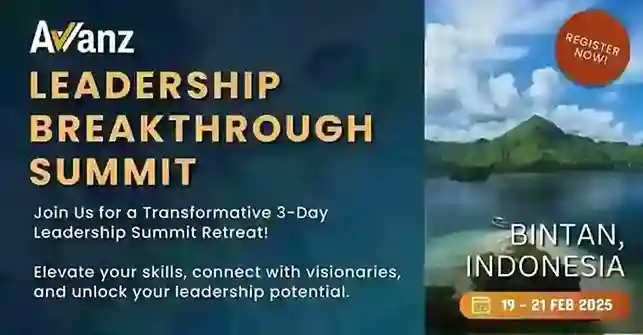 Avanz
LEADERSHIP
BREAKTHROUGH
SUMMIT
Join Us for a Transformative 3-Day
Leadership Summit Retreat!
Elevate your skills, connect with visionaries,
and unlock your leadership potential.
REGISTER
NOW!
BINTAN,
INDONESIA
19 - 21 FEB 2025